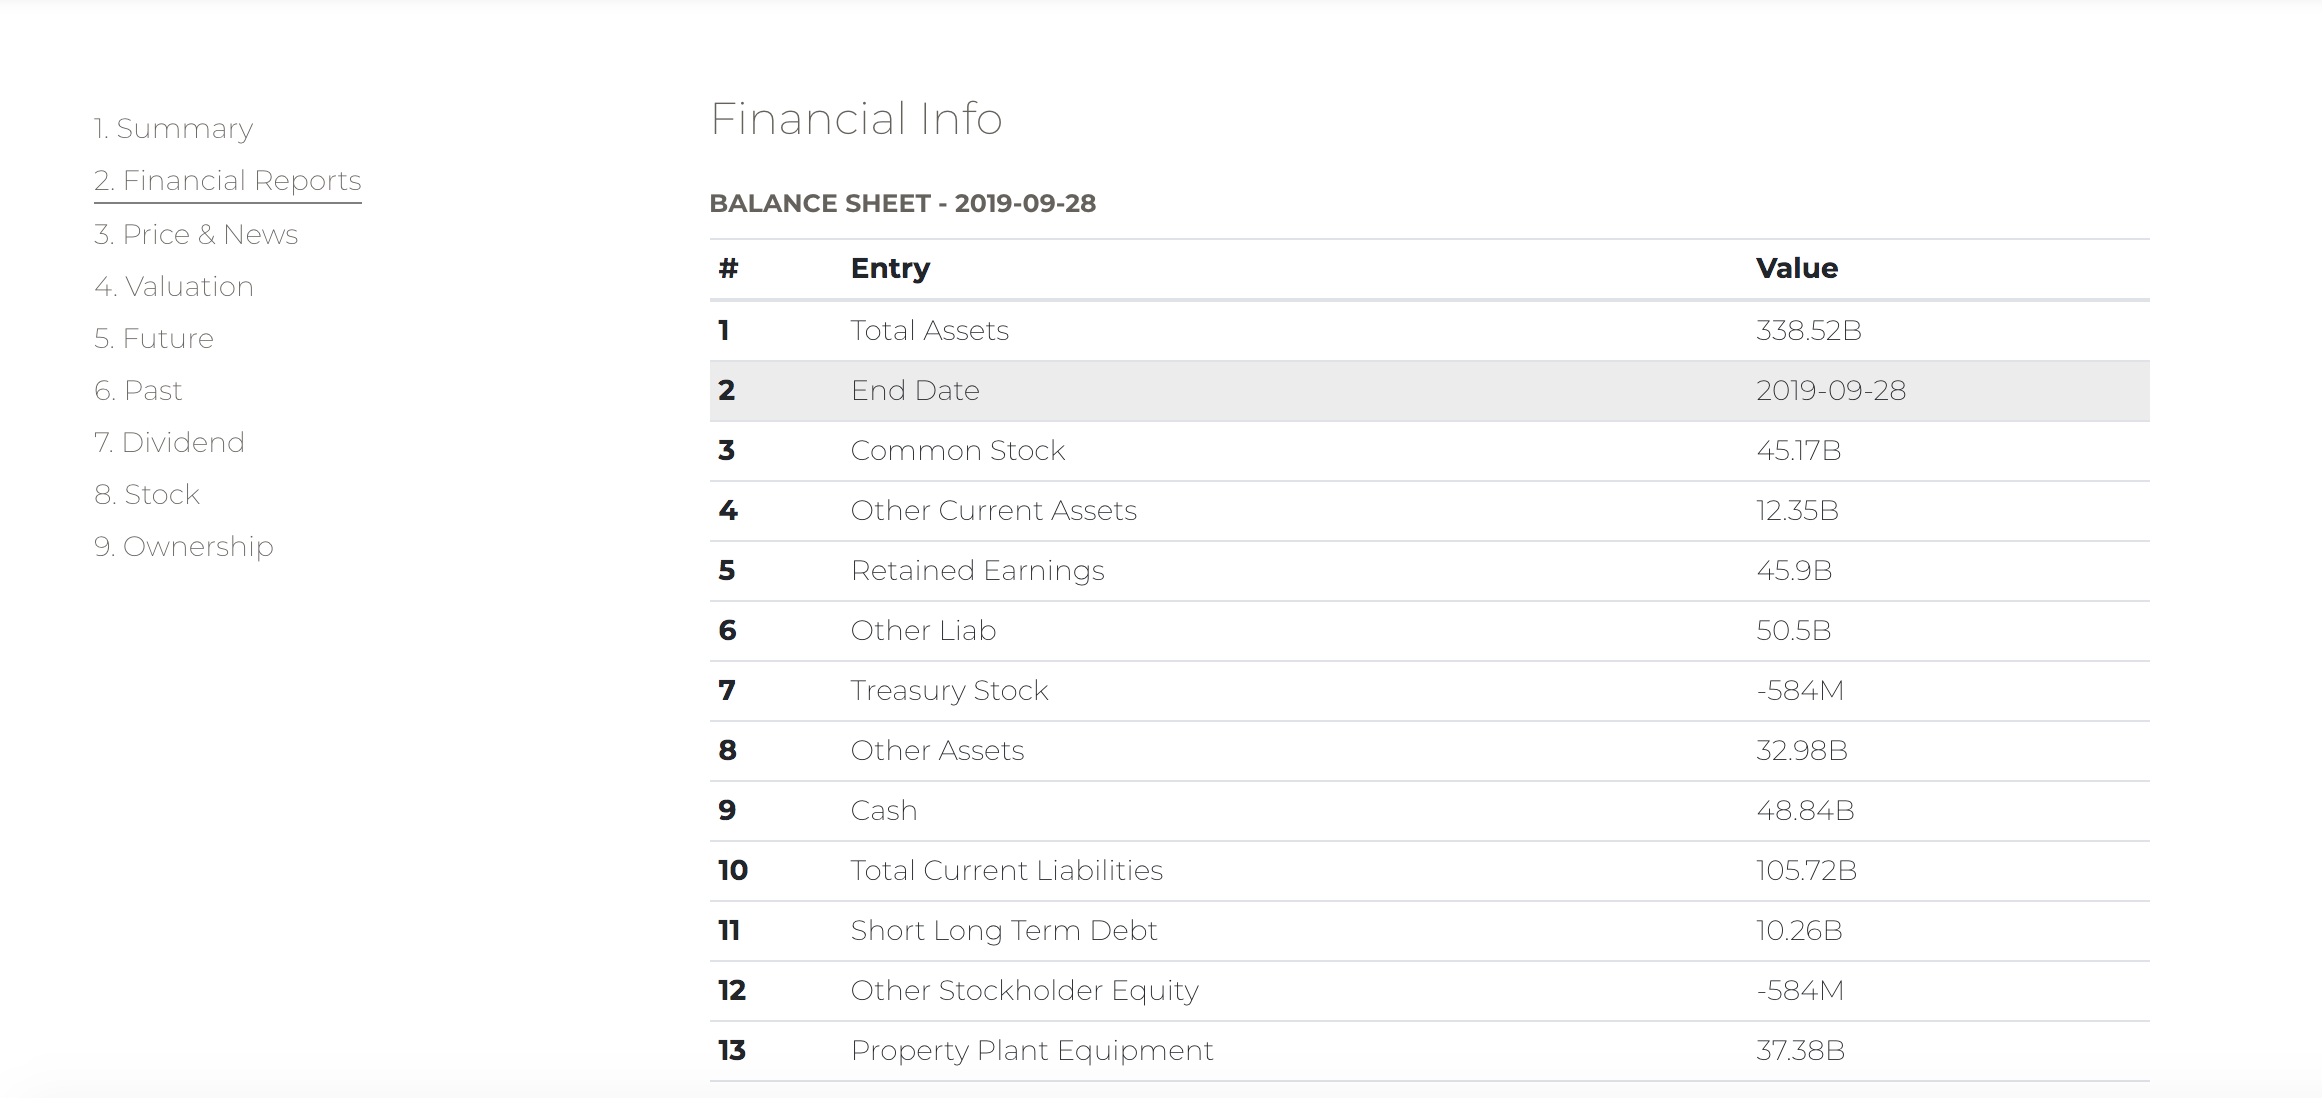 1. Summary
2. Financial Reports
3. Price & News
4. Valuation
5. Future
6. Past
7. Dividend
8. Stock
9. Ownership
Financial Info
BALANCE SHEET - 2019-09-28
# Entry Value
1 Total Assets 338.52B
2 End Date 2019-09-28
3 Common Stock 45.17B
4 Other Current Assets 12.35B
5 Retained Earnings 45.9B
6 Other Liab 50.5B
7 Treasury Stock -584M
8 Other Assets 32.98B
9 Cash 48.84B
10 Total Current Liabilities 105.72B
11 Short Long Term Debt 10.26B
12 Other Stockholder Equity -584M
13 Property Plant Equipment 37.38B